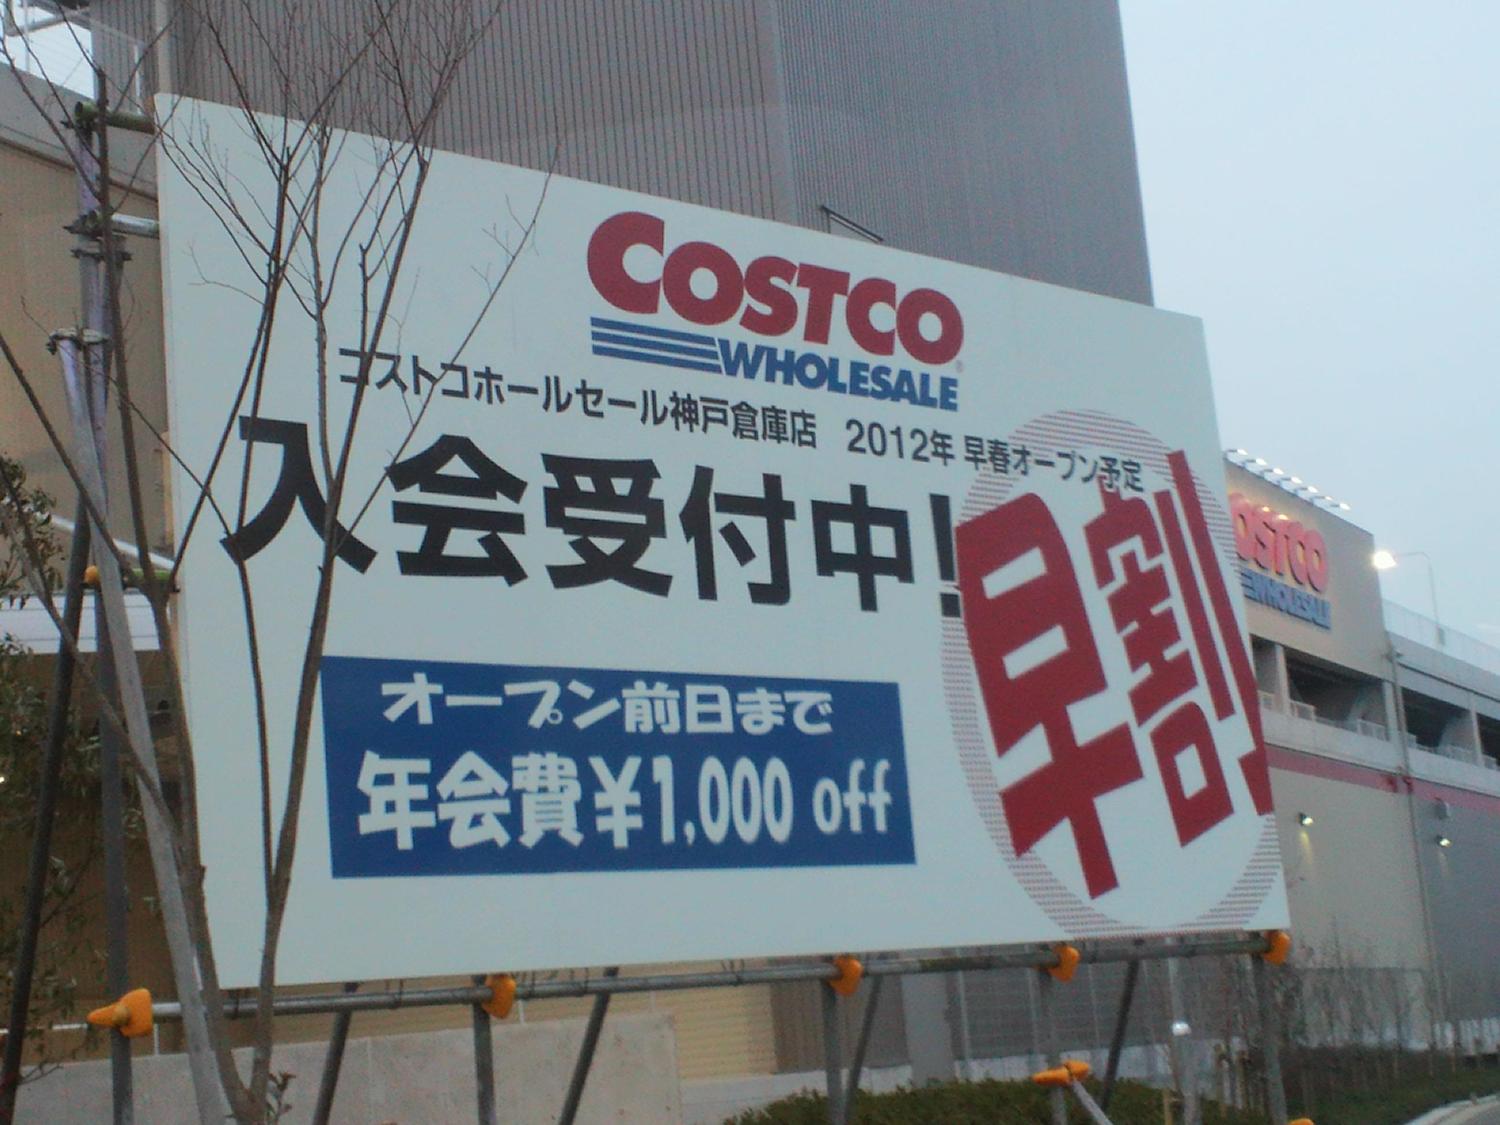 COSTCO
WHOLESALE
コストコホールセール神戸倉庫店 2012年 早春オープン予定
入会受付中!
早割
オープン前日まで
年会費¥1,000 off
COSTCO
WHOLESALE